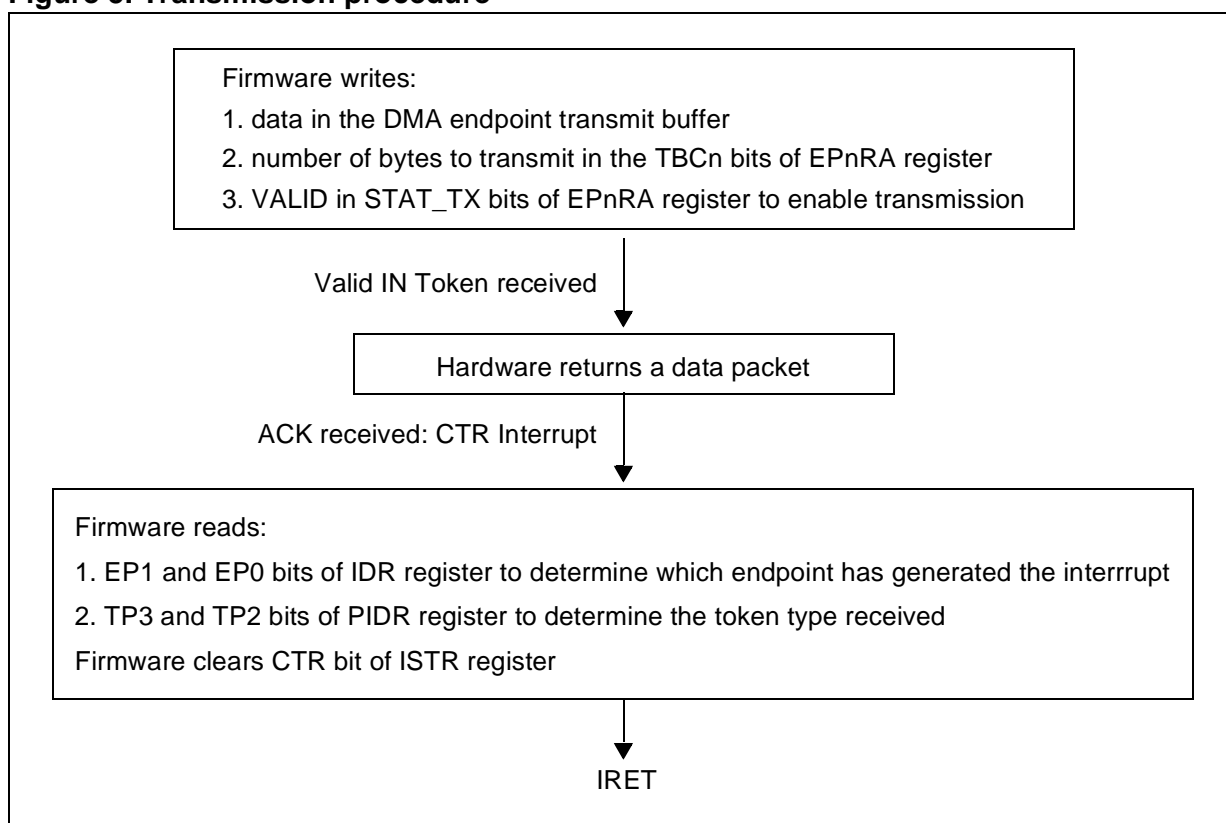 Firmware writes:
1. data in the DMA endpoint transmit buffer
2. number of bytes to transmit in the TBCn bits of EPnRA register
3. VALID in STAT_TX bits of EPnRA register to enable transmission
Valid IN Token received
Hardware returns a data packet
ACK received: CTR Interrupt
Firmware reads:
1. EP1 and EP0 bits of IDR register to determine which endpoint has generated the interrrupt
2. TP3 and TP2 bits of PIDR register to determine the token type received
Firmware clears CTR bit of ISTR register
IRET